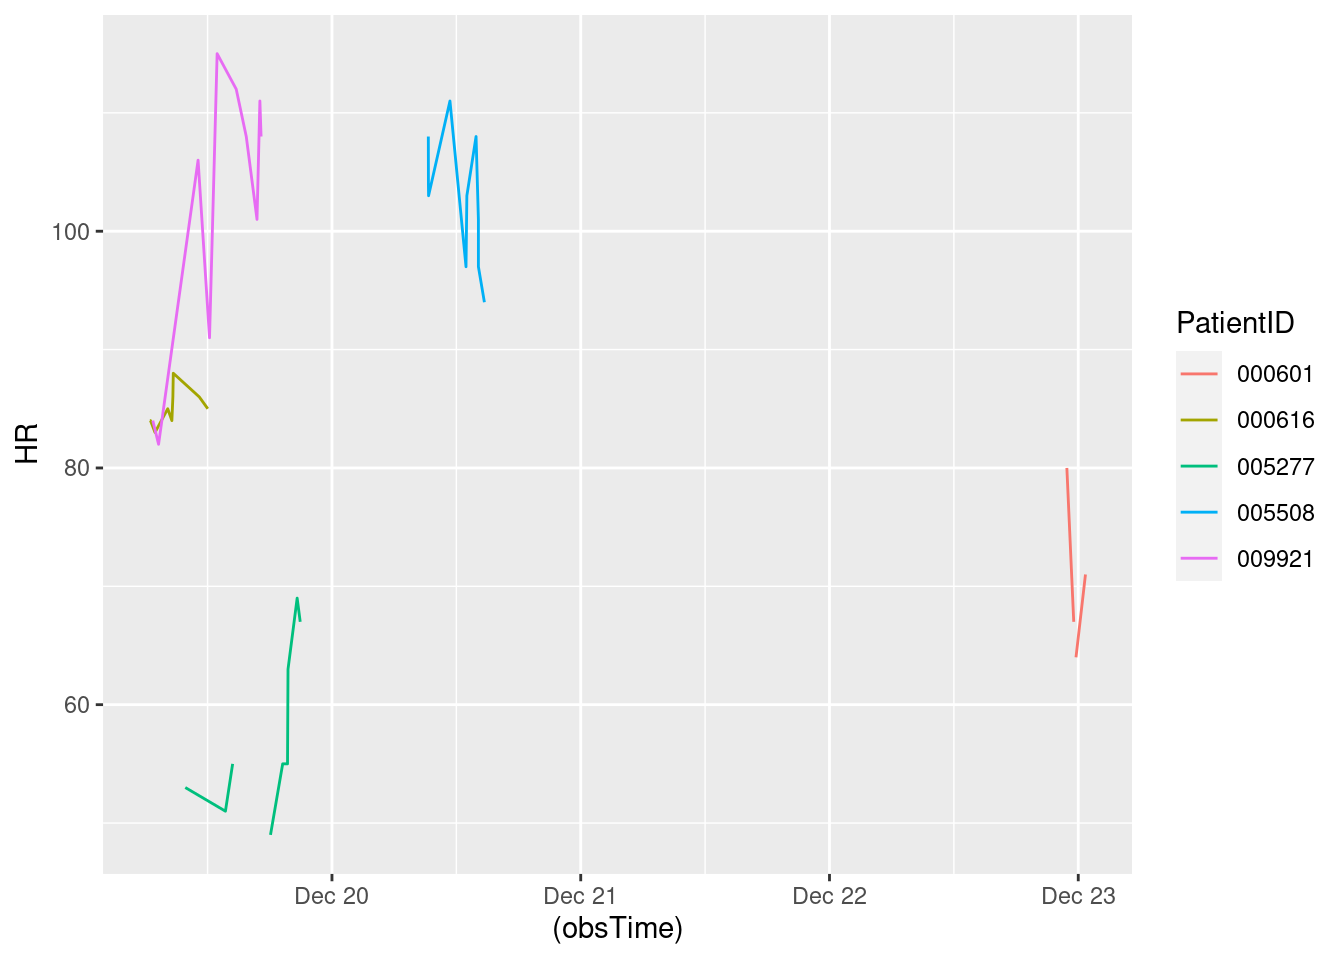 100
80
60
HR
Dec 20
Dec 21
Dec 22
Dec 23
(obsTime)
PatientID
000601
000616
005277
005508
009921